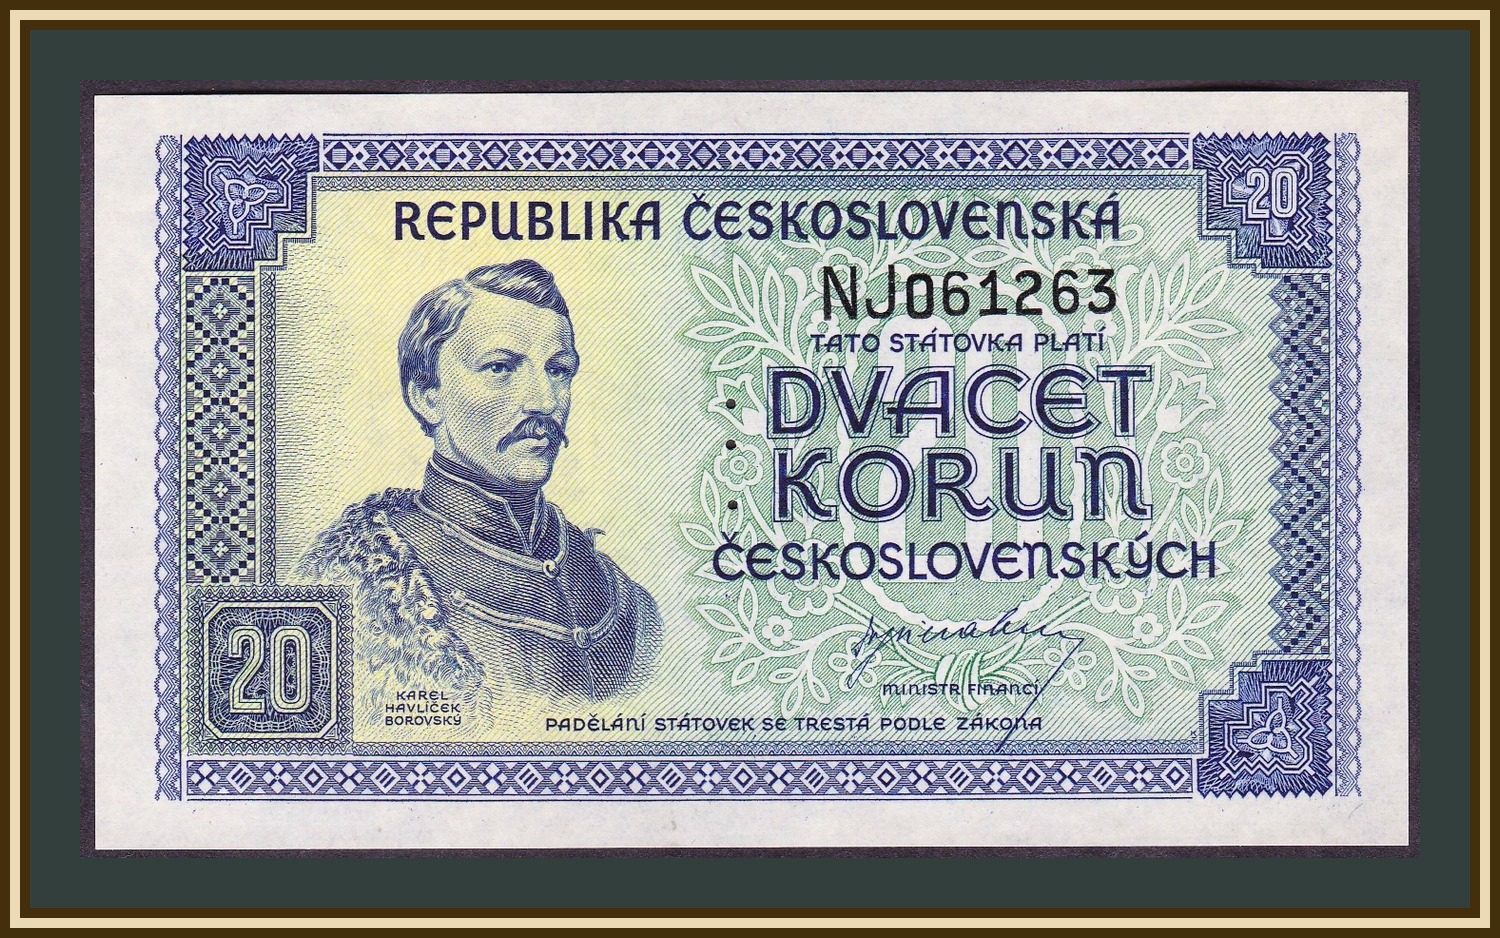 REPUBLIKA ČESKOSLOVENSKÁ
20
NJ061263
TATO STÁTOVKA PLATÍ
DVACET
KORUN
ČESKOSLOVENSKÝCH
20
KAREL
HAVLÍČEK
BOROVSKÝ
MINISTR FINANCÍ
PADĚLÁNÍ STÁTOVEK SE TRESTÁ PODLE ZÁKONA